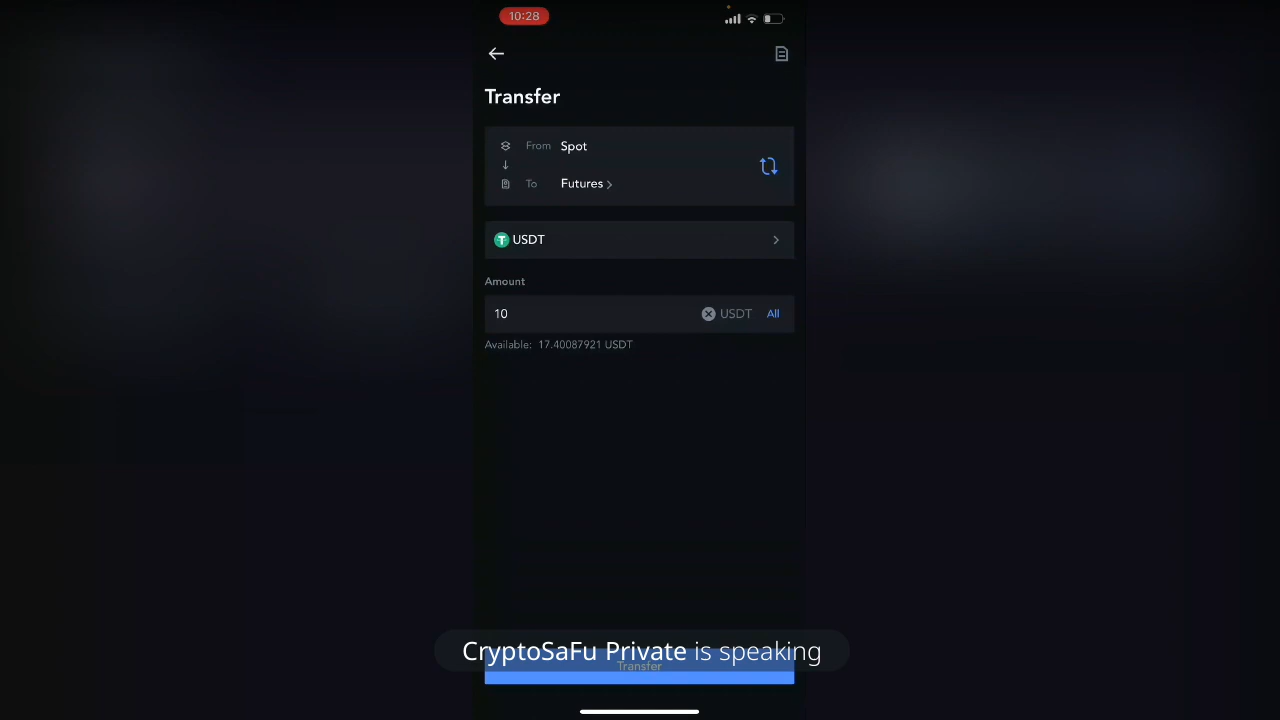 10:28
Transfer
From Spot
To Futures
USDT
Amount
10 USDT All
Available: 17.40087921 USDT
CryptoSaFu Private is speaking
Transfer